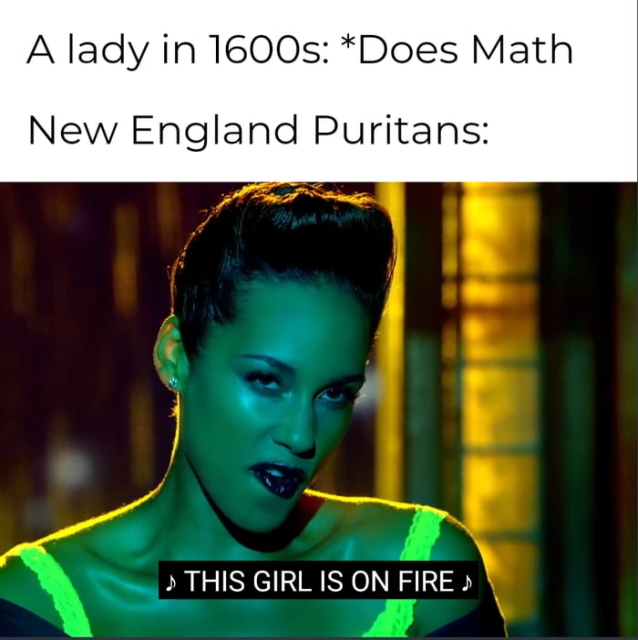 A lady in 1600s: *Does Math
New England Puritans:
♪ THIS GIRL IS ON FIRE ♪